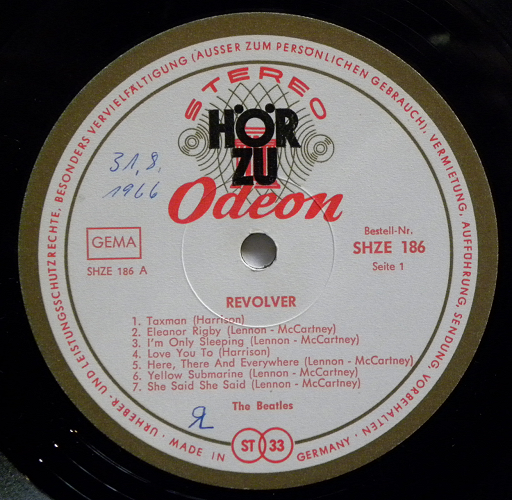 URHEBER- UND LEISTUNGSSCHUTZRECHTE, BESONDERS VERVIELFÄLTIGUNG (AUSSER ZUM PERSÖNLICHEN GEBRAUCH), VERMIETUNG, AUFFÜHRUNG, SENDUNG, VORBEHALTEN ·
STEREO
HÖR
ZU
Odeon
31.8.
1966
GEMA
SHZE 186 A
Bestell-Nr.
SHZE 186
Seite 1
REVOLVER
1. Taxman (Harrison)
2. Eleanor Rigby (Lennon - McCartney)
3. I'm Only Sleeping (Lennon - McCartney)
4. Love You Ta (Harrison)
5. Here, There And Everywhere (Lennon - McCartney)
6. Yellow Submarine (Lennon - McCartney)
7. She Said She Said (Lennon - McCartney)
The Beatles
MADE IN ST 33 GERMANY